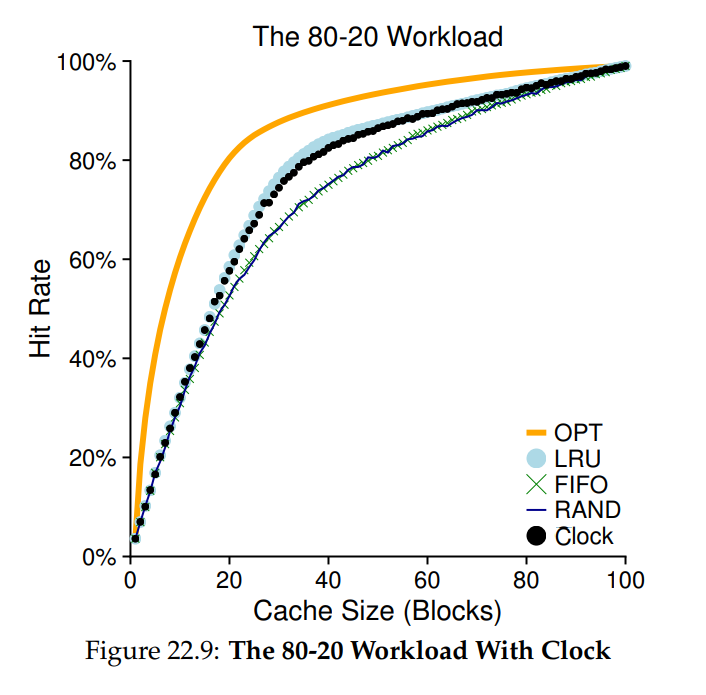 The 80-20 Workload
100%
80%
60%
40%
20%
0%
Hit Rate
OPT
LRU
FIFO
RAND
Clock
0 20 40 60 80 100
Cache Size (Blocks)
Figure 22.9: The 80-20 Workload With Clock